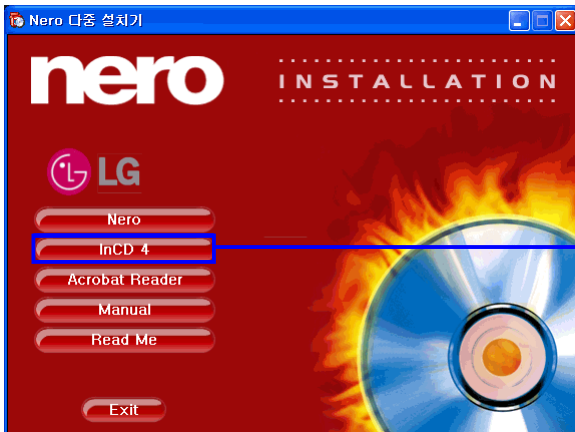 Nero 다중 설치기
nero
INSTALLATION
LG
Nero
InCD 4
Acrobat Reader
Manual
Read Me
Exit